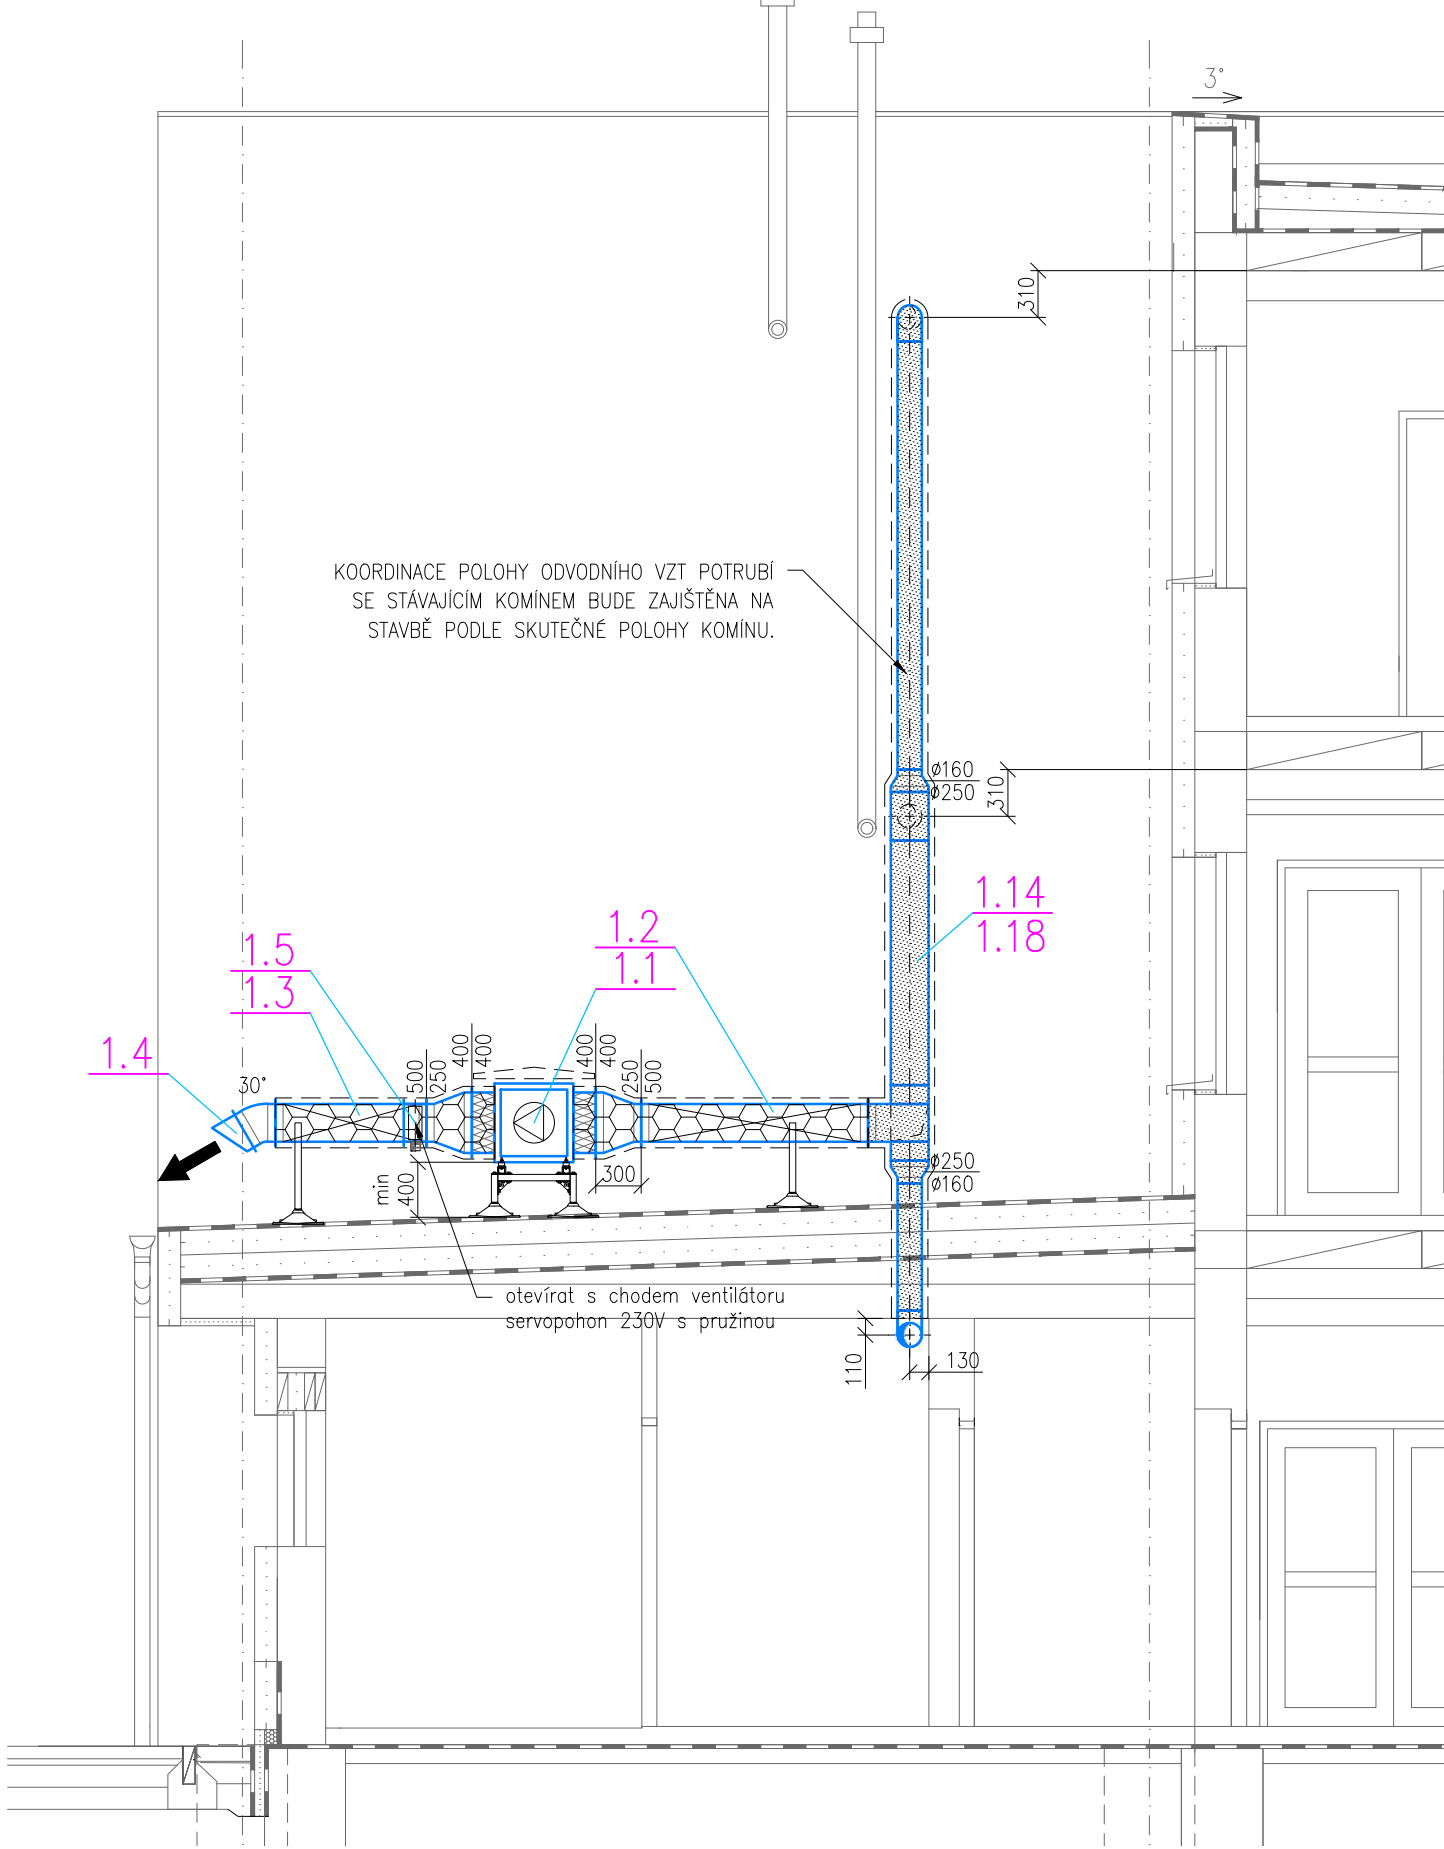 3°
310
KOORDINACE POLOHY ODVODNÍHO VZT POTRUBÍ
SE STÁVAJÍCÍM KOMÍNEM BUDE ZAJIŠTĚNA NA
STAVBĚ PODLE SKUTEČNÉ POLOHY KOMÍNU.
ø160
ø250
310
1.14
1.18
1.2
1.1
1.5
1.3
1.4
30°
500
250
400
400
400
400
250
500
min
400
300
ø250
ø160
otevírat s chodem ventilátoru
servopohon 230V s pružinou
110
130